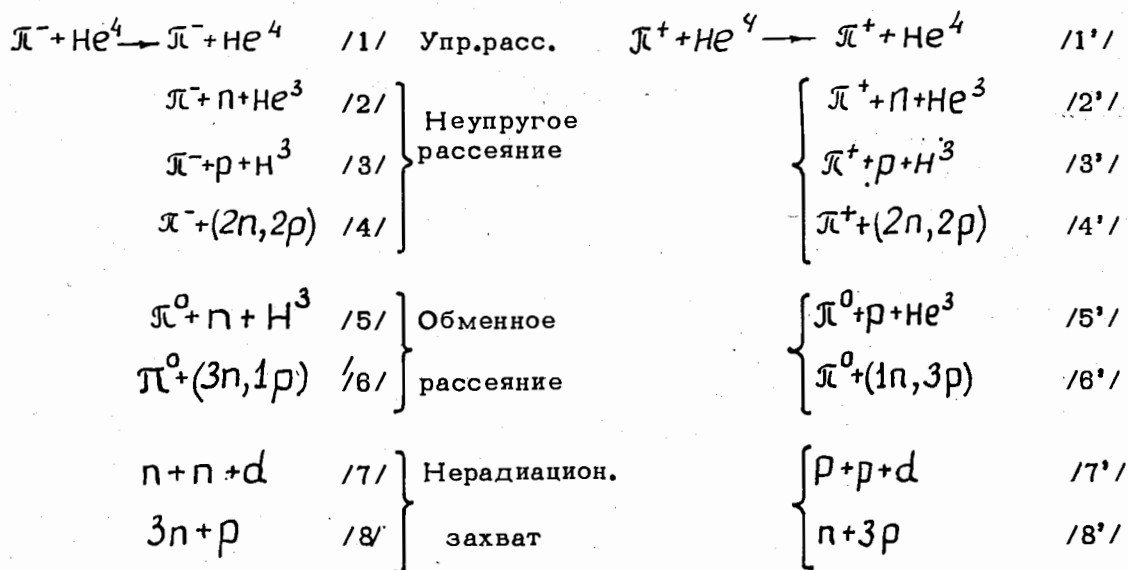 π⁻+He⁴ → π⁻+He⁴ /1/ Упр.расс. π⁺+He⁴ → π⁺+He⁴ /1'/
π⁻+n+He³ /2/ Неупругое π⁺+n+He³ /2'/
π⁻+p+H³ /3/ рассеяние π⁺+p+H³ /3'/
π⁻+(2n,2p) /4/ π⁺+(2n,2p) /4'/
π⁰+n+H³ /5/ Обменное π⁰+p+He³ /5'/
π⁰+(3n,1p) /6/ рассеяние π⁰+(1n,3p) /6'/
n+n+d /7/ Нерадиацион. p+p+d /7'/
3n+p /8/ захват n+3p /8'/